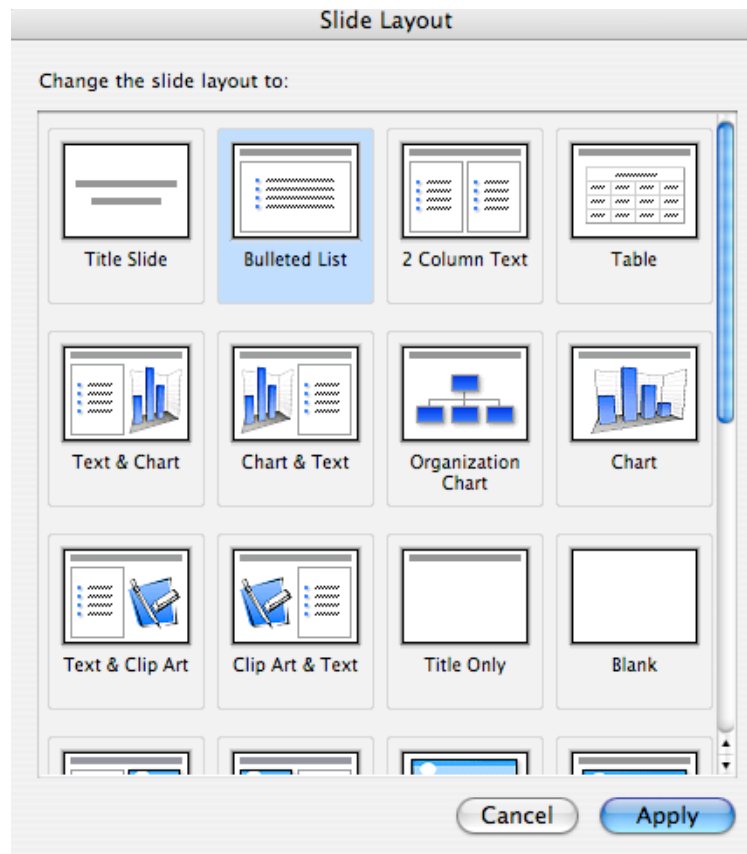 Slide Layout
Change the slide layout to:
Title Slide
Bulleted List
2 Column Text
Table
Text & Chart
Chart & Text
Organization
Chart
Chart
Text & Clip Art
Clip Art & Text
Title Only
Blank
Cancel
Apply